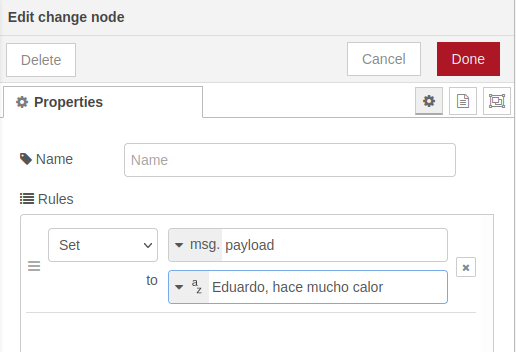 Edit change node
Delete
Cancel
Done
Properties
Name
Name
Rules
Set
msg. payload
to
a
z
Eduardo, hace mucho calor